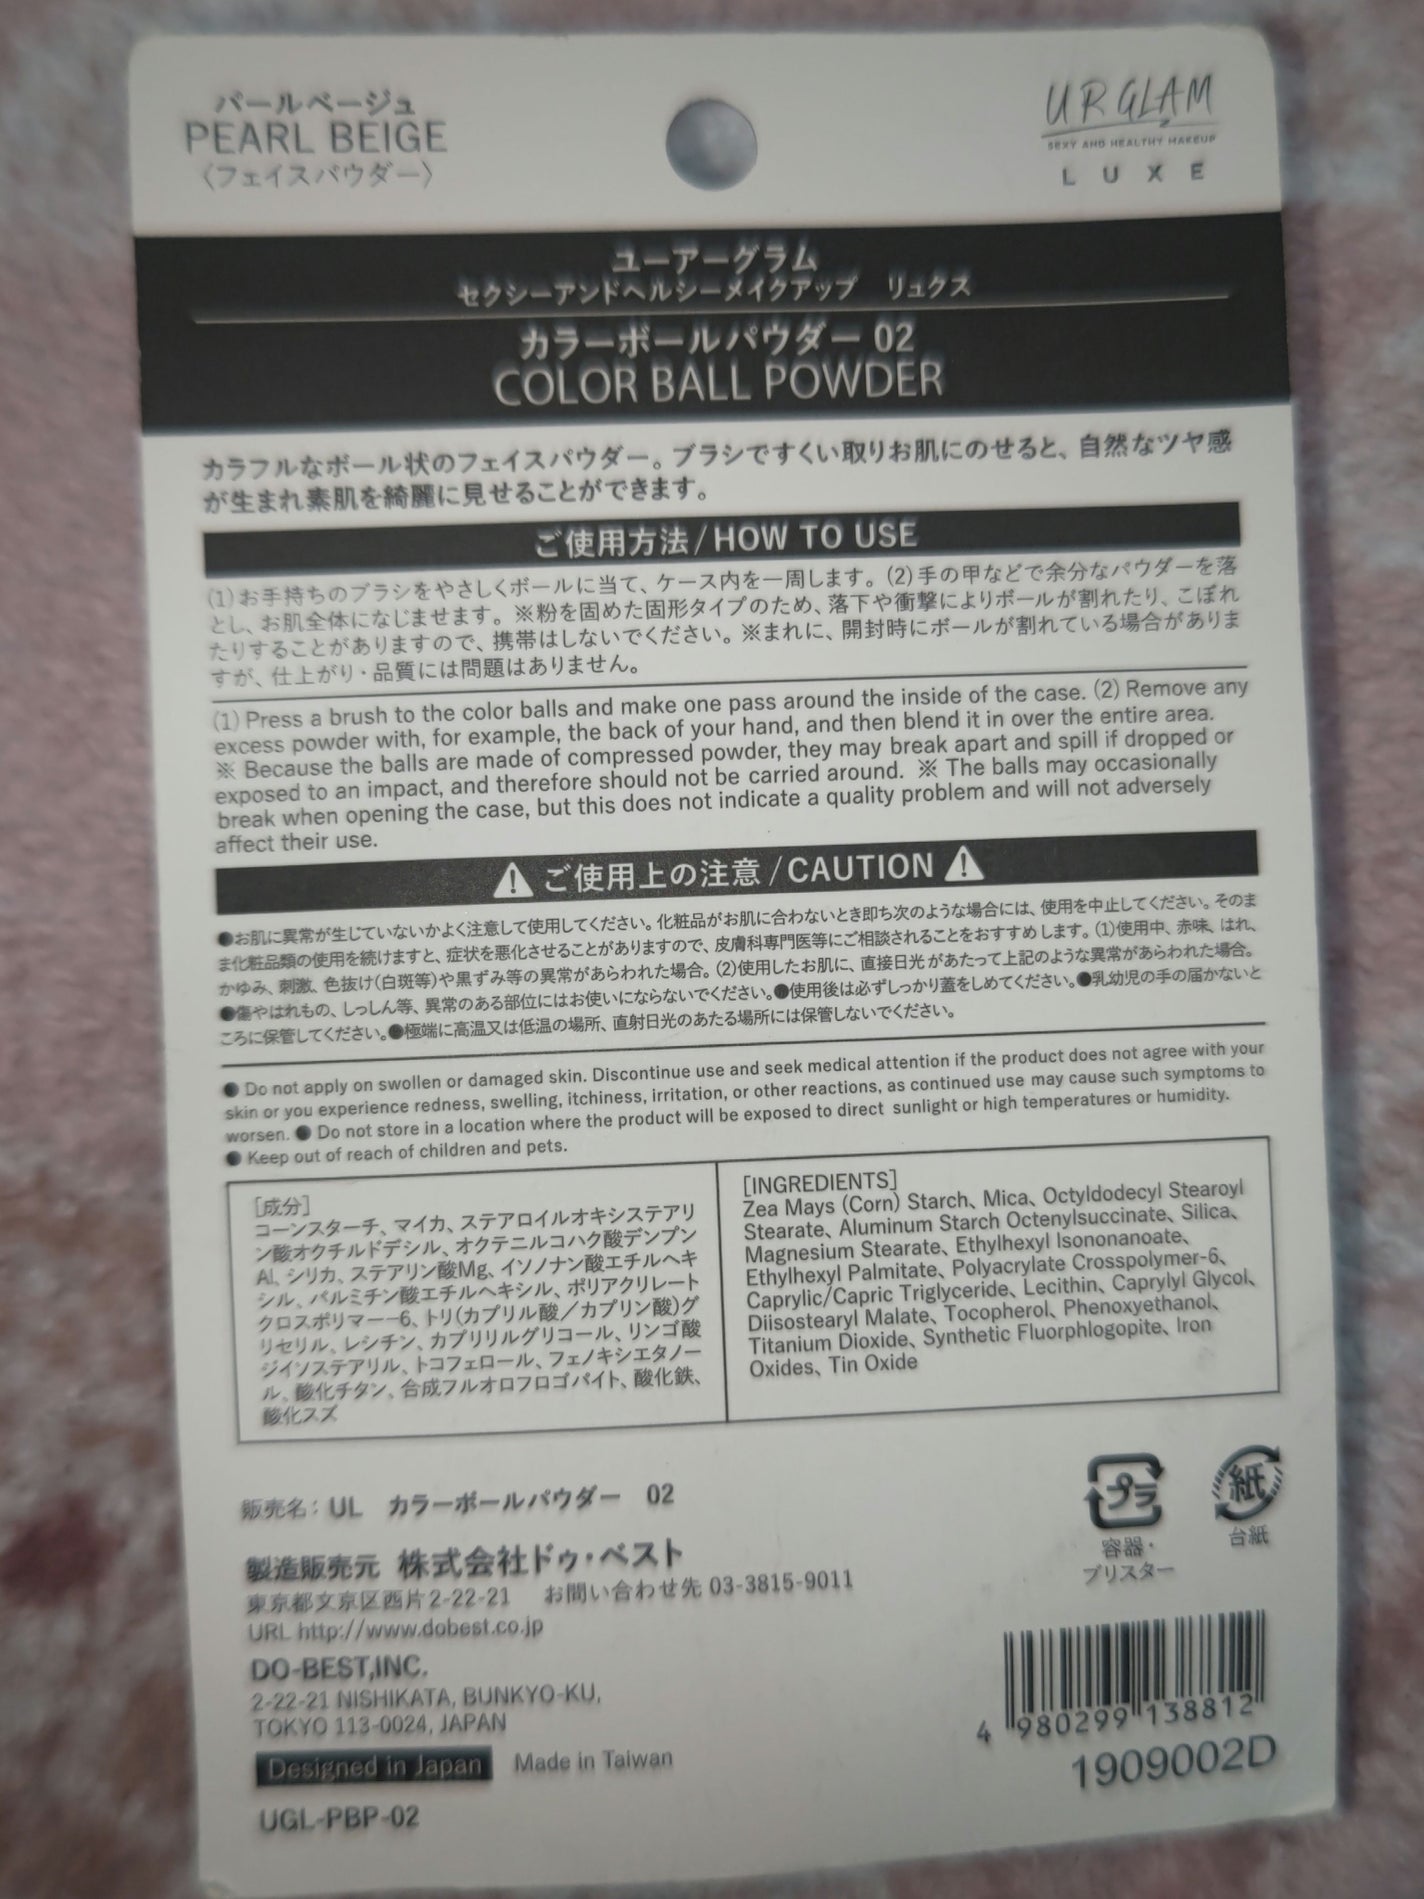 パールベージュ
PEARL BEIGE
〈フェイスパウダー〉
UR GLAM
SEXY AND HEALTHY MAKEUP
LUXE
ユーアーグラム
セクシーアンドヘルシーメイクアップ　リュクス
カラーボールパウダー 02
COLOR BALL POWDER
カラフルなボール状のフェイスパウダー。ブラシですくい取りお肌にのせると、自然なツヤ感
が生まれ素肌を綺麗に見せることができます。
ご使用方法/HOW TO USE
(1)お手持ちのブラシをやさしくボールに当て、ケース内を一周します。(2)手の甲などで余分なパウダーを落
とし、お肌全体になじませます。※粉を固めた固形タイプのため、落下や衝撃によりボールが割れたり、こぼれ
たりすることがありますので、携帯はしないでください。※まれに、開封時にボールが割れている場合がありま
すが、仕上がり・品質には問題はありません。
(1) Press a brush to the color balls and make one pass around the inside of the case. (2) Remove any
excess powder with, for example, the back of your hand, and then blend it in over the entire area.
※ Because the balls are made of compressed powder, they may break apart and spill if dropped or
exposed to an impact, and therefore should not be carried around. ※ The balls may occasionally
break when opening the case, but this does not indicate a quality problem and will not adversely
affect their use.
ご使用上の注意/CAUTION
●お肌に異常が生じていないかよく注意して使用してください。化粧品がお肌に合わないとき即ち次のような場合には、使用を中止してください。そのま
ま化粧品類の使用を続けますと、症状を悪化させることがありますので、皮膚科専門医等にご相談されることをおすすめします。(1)使用中、赤味、はれ、
かゆみ、刺激、色抜け(白斑等)や黒ずみ等の異常があらわれた場合。(2)使用したお肌に、直接日光があたって上記のような異常があらわれた場合。
●傷やはれもの、しっしん等、異常のある部位にはお使いにならないでください。●使用後は必ずしっかり蓋をしめてください。●乳幼児の手の届かないと
ころに保管してください。●極端に高温又は低温の場所、直射日光のあたる場所には保管しないでください。
● Do not apply on swollen or damaged skin. Discontinue use and seek medical attention if the product does not agree with your
skin or you experience redness, swelling, itchiness, irritation, or other reactions, as continued use may cause such symptoms to
worsen. ● Do not store in a location where the product will be exposed to direct sunlight or high temperatures or humidity.
● Keep out of reach of children and pets.
[成分]
コーンスターチ、マイカ、ステアロイルオキシステアリ
ン酸オクチルドデシル、オクテニルコハク酸デンプン
Al、シリカ、ステアリン酸Mg、イソノナン酸エチルヘキ
シル、パルミチン酸エチルヘキシル、ポリアクリレート
クロスポリマー-6、トリ(カプリル酸／カプリン酸)グ
リセリル、レシチン、カプリリルグリコール、リンゴ酸
ジイソステアリル、トコフェロール、フェノキシエタノー
ル、酸化チタン、合成フルオロフロゴパイト、酸化鉄、
酸化スズ
[INGREDIENTS]
Zea Mays (Corn) Starch、Mica、Octyldodecyl Stearoyl
Stearate、Aluminum Starch Octenylsuccinate、Silica、
Magnesium Stearate、Ethylhexyl Isononanoate、
Ethylhexyl Palmitate、Polyacrylate Crosspolymer-6、
Caprylic/Capric Triglyceride、Lecithin、Caprylyl Glycol、
Diisostearyl Malate、Tocopherol、Phenoxyethanol、
Titanium Dioxide、Synthetic Fluorphlogopite、Iron
Oxides、Tin Oxide
販売名：UL　カラーボールパウダー　02
製造販売元　株式会社ドゥ・ベスト
東京都文京区西片2-22-21　お問い合わせ先 03-3815-9011
URL http://www.dobest.co.jp
DO-BEST,INC.
2-22-21 NISHIKATA, BUNKYO-KU,
TOKYO 113-0024, JAPAN
Designed in Japan　Made in Taiwan
UGL-PBP-02
プラ
容器・
ブリスター
紙
台紙
4 980299 138812
1909002D